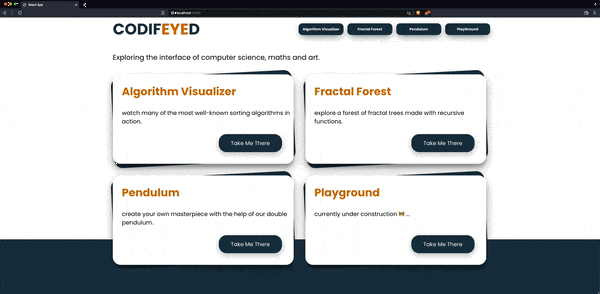 React App
localhost:3000
CODIFEYED
Algorithm Visualizer
Fractal Forest
Pendulum
Playground
Exploring the interface of computer science, maths and art.
Algorithm Visualizer
watch many of the most well-known sorting algorithms in
action.
Take Me There
Fractal Forest
explore a forest of fractal trees made with recursive
functions.
Take Me There
Pendulum
create your own masterpiece with the help of our double
pendulum.
Take Me There
Playground
currently under construction 🚧 ...
Take Me There